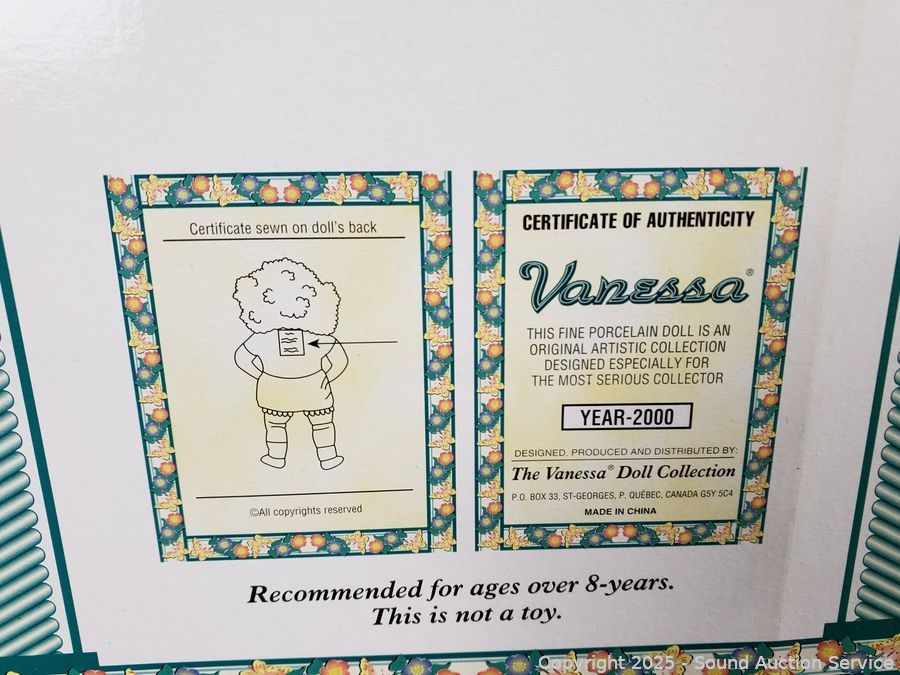 Certificate sewn on doll's back
©All copyrights reserved
CERTIFICATE OF AUTHENTICITY
Vanessa®
THIS FINE PORCELAIN DOLL IS AN
ORIGINAL ARTISTIC COLLECTION
DESIGNED ESPECIALLY FOR
THE MOST SERIOUS COLLECTOR
YEAR-2000
DESIGNED, PRODUCED AND DISTRIBUTED BY:
The Vanessa® Doll Collection
P.O. BOX 33, ST-GEORGES, P. QUÉBEC, CANADA G5Y 5C4
MADE IN CHINA
Recommended for ages over 8-years.
This is not a toy.
Copyright 2025 - Sound Auction Service